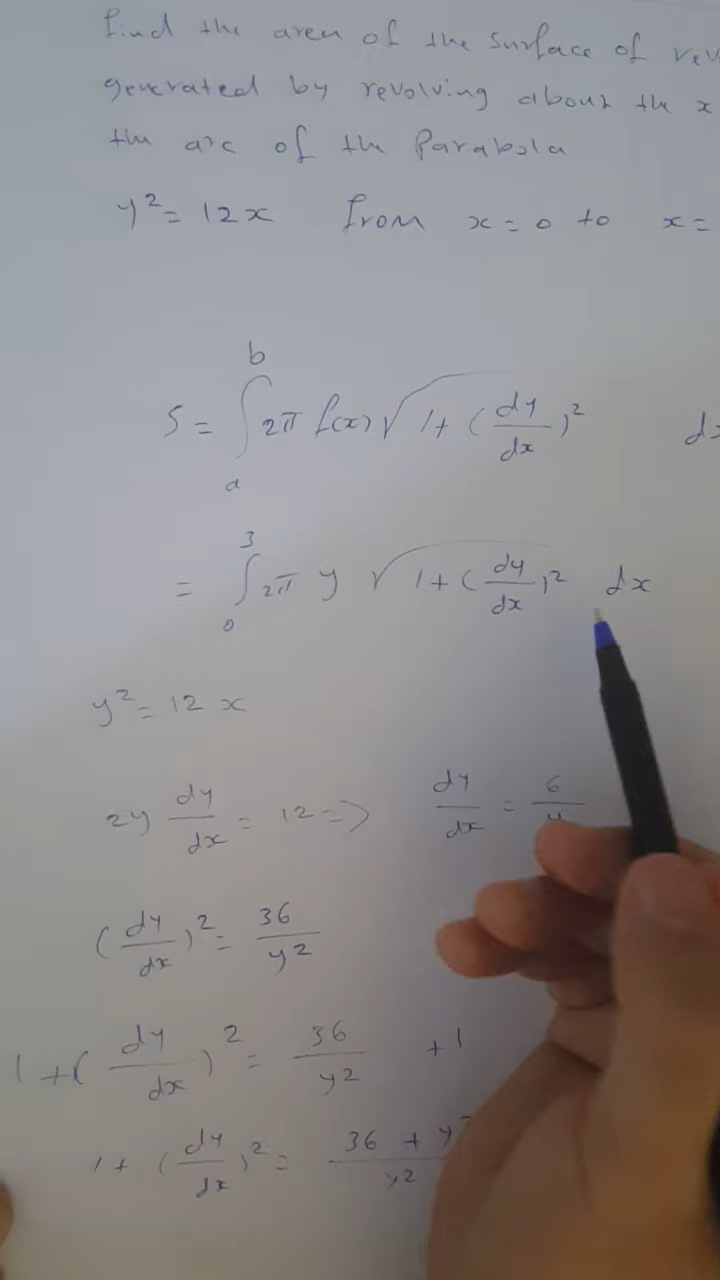 find the area of the surface of rev
generated by revolving about the x
the arc of the Parabola
y² = 12x from x = 0 to x =
S = ∫ₐᵇ 2π f(x) √(1 + (dy/dx)²) d
= ∫₀³ 2π y √(1 + (dy/dx)²) dx
y² = 12 x
2y dy/dx = 12 => dy/dx = 6/y
(dy/dx)² = 36/y²
1 + (dy/dx)² = 36/y² + 1
1 + (dy/dx)² = 36 + y²/y²